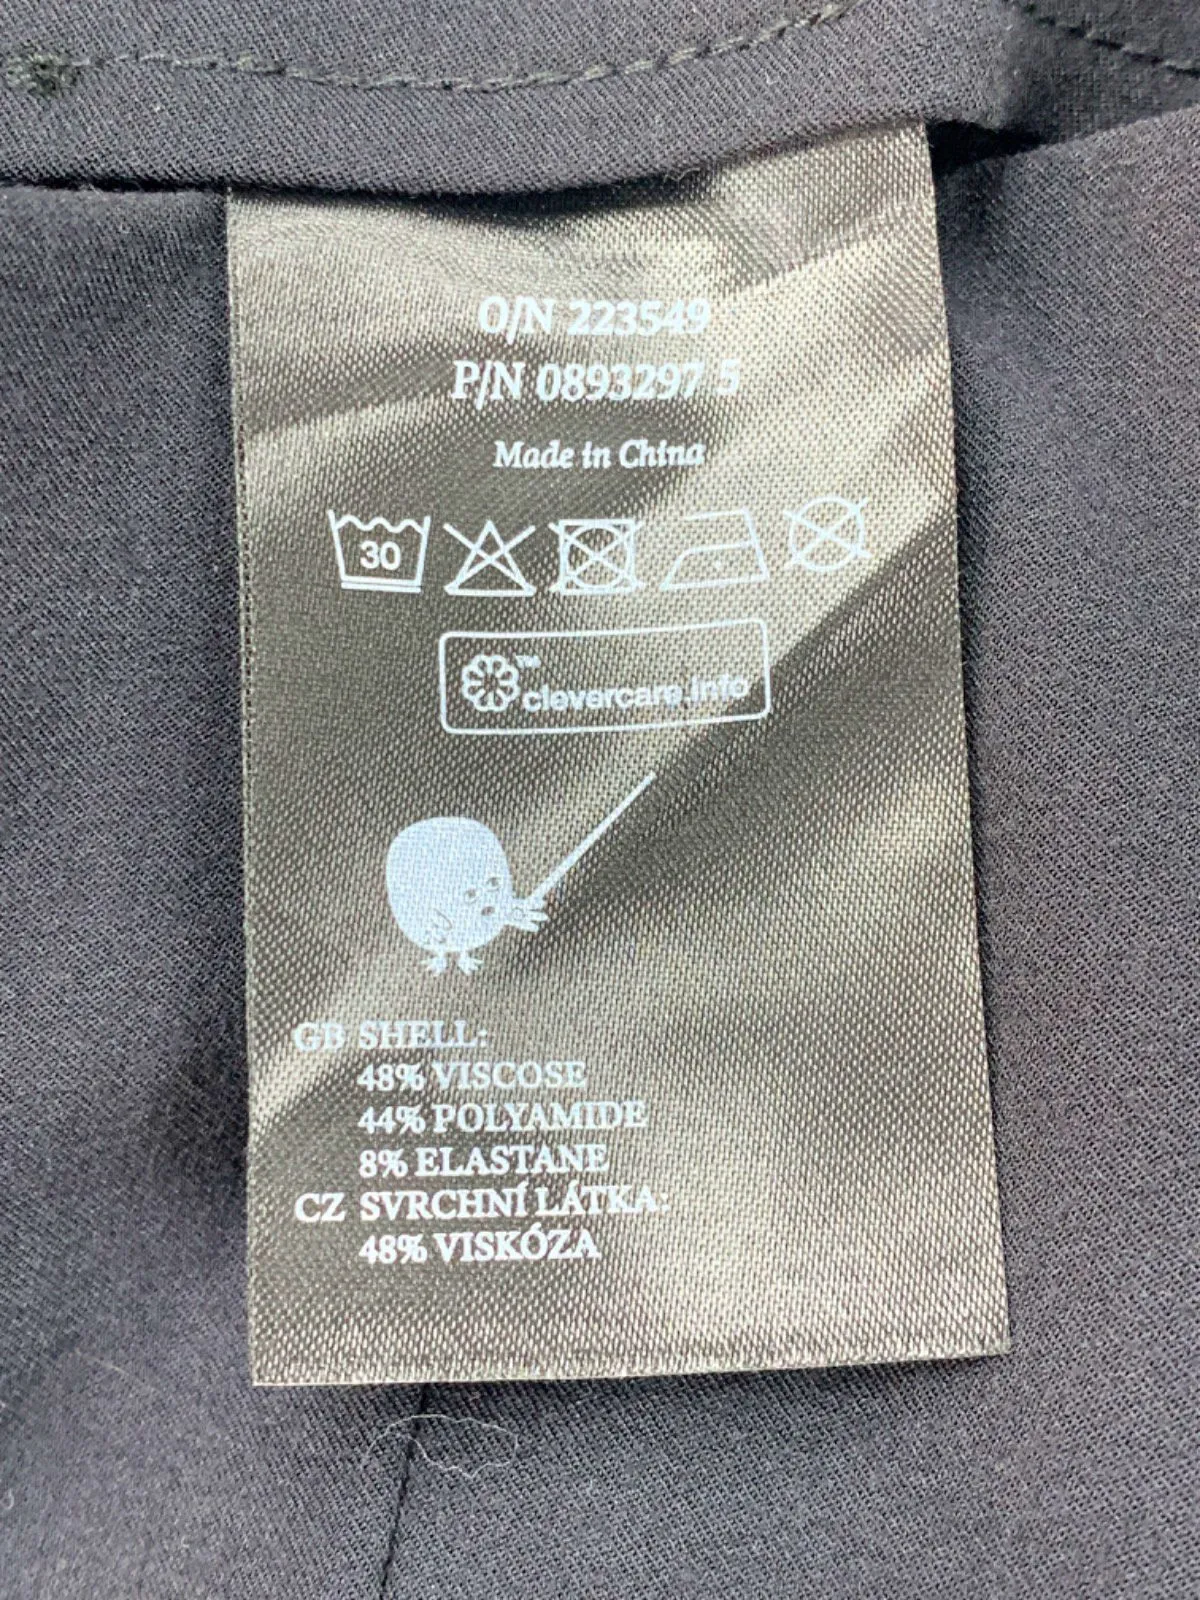 O/N 223549
P/N 0893297 5
Made in China
30
™
clevercare.info
GB SHELL:
48% VISCOSE
44% POLYAMIDE
8% ELASTANE
CZ SVRCHNÍ LÁTKA:
48% VISKÓZA